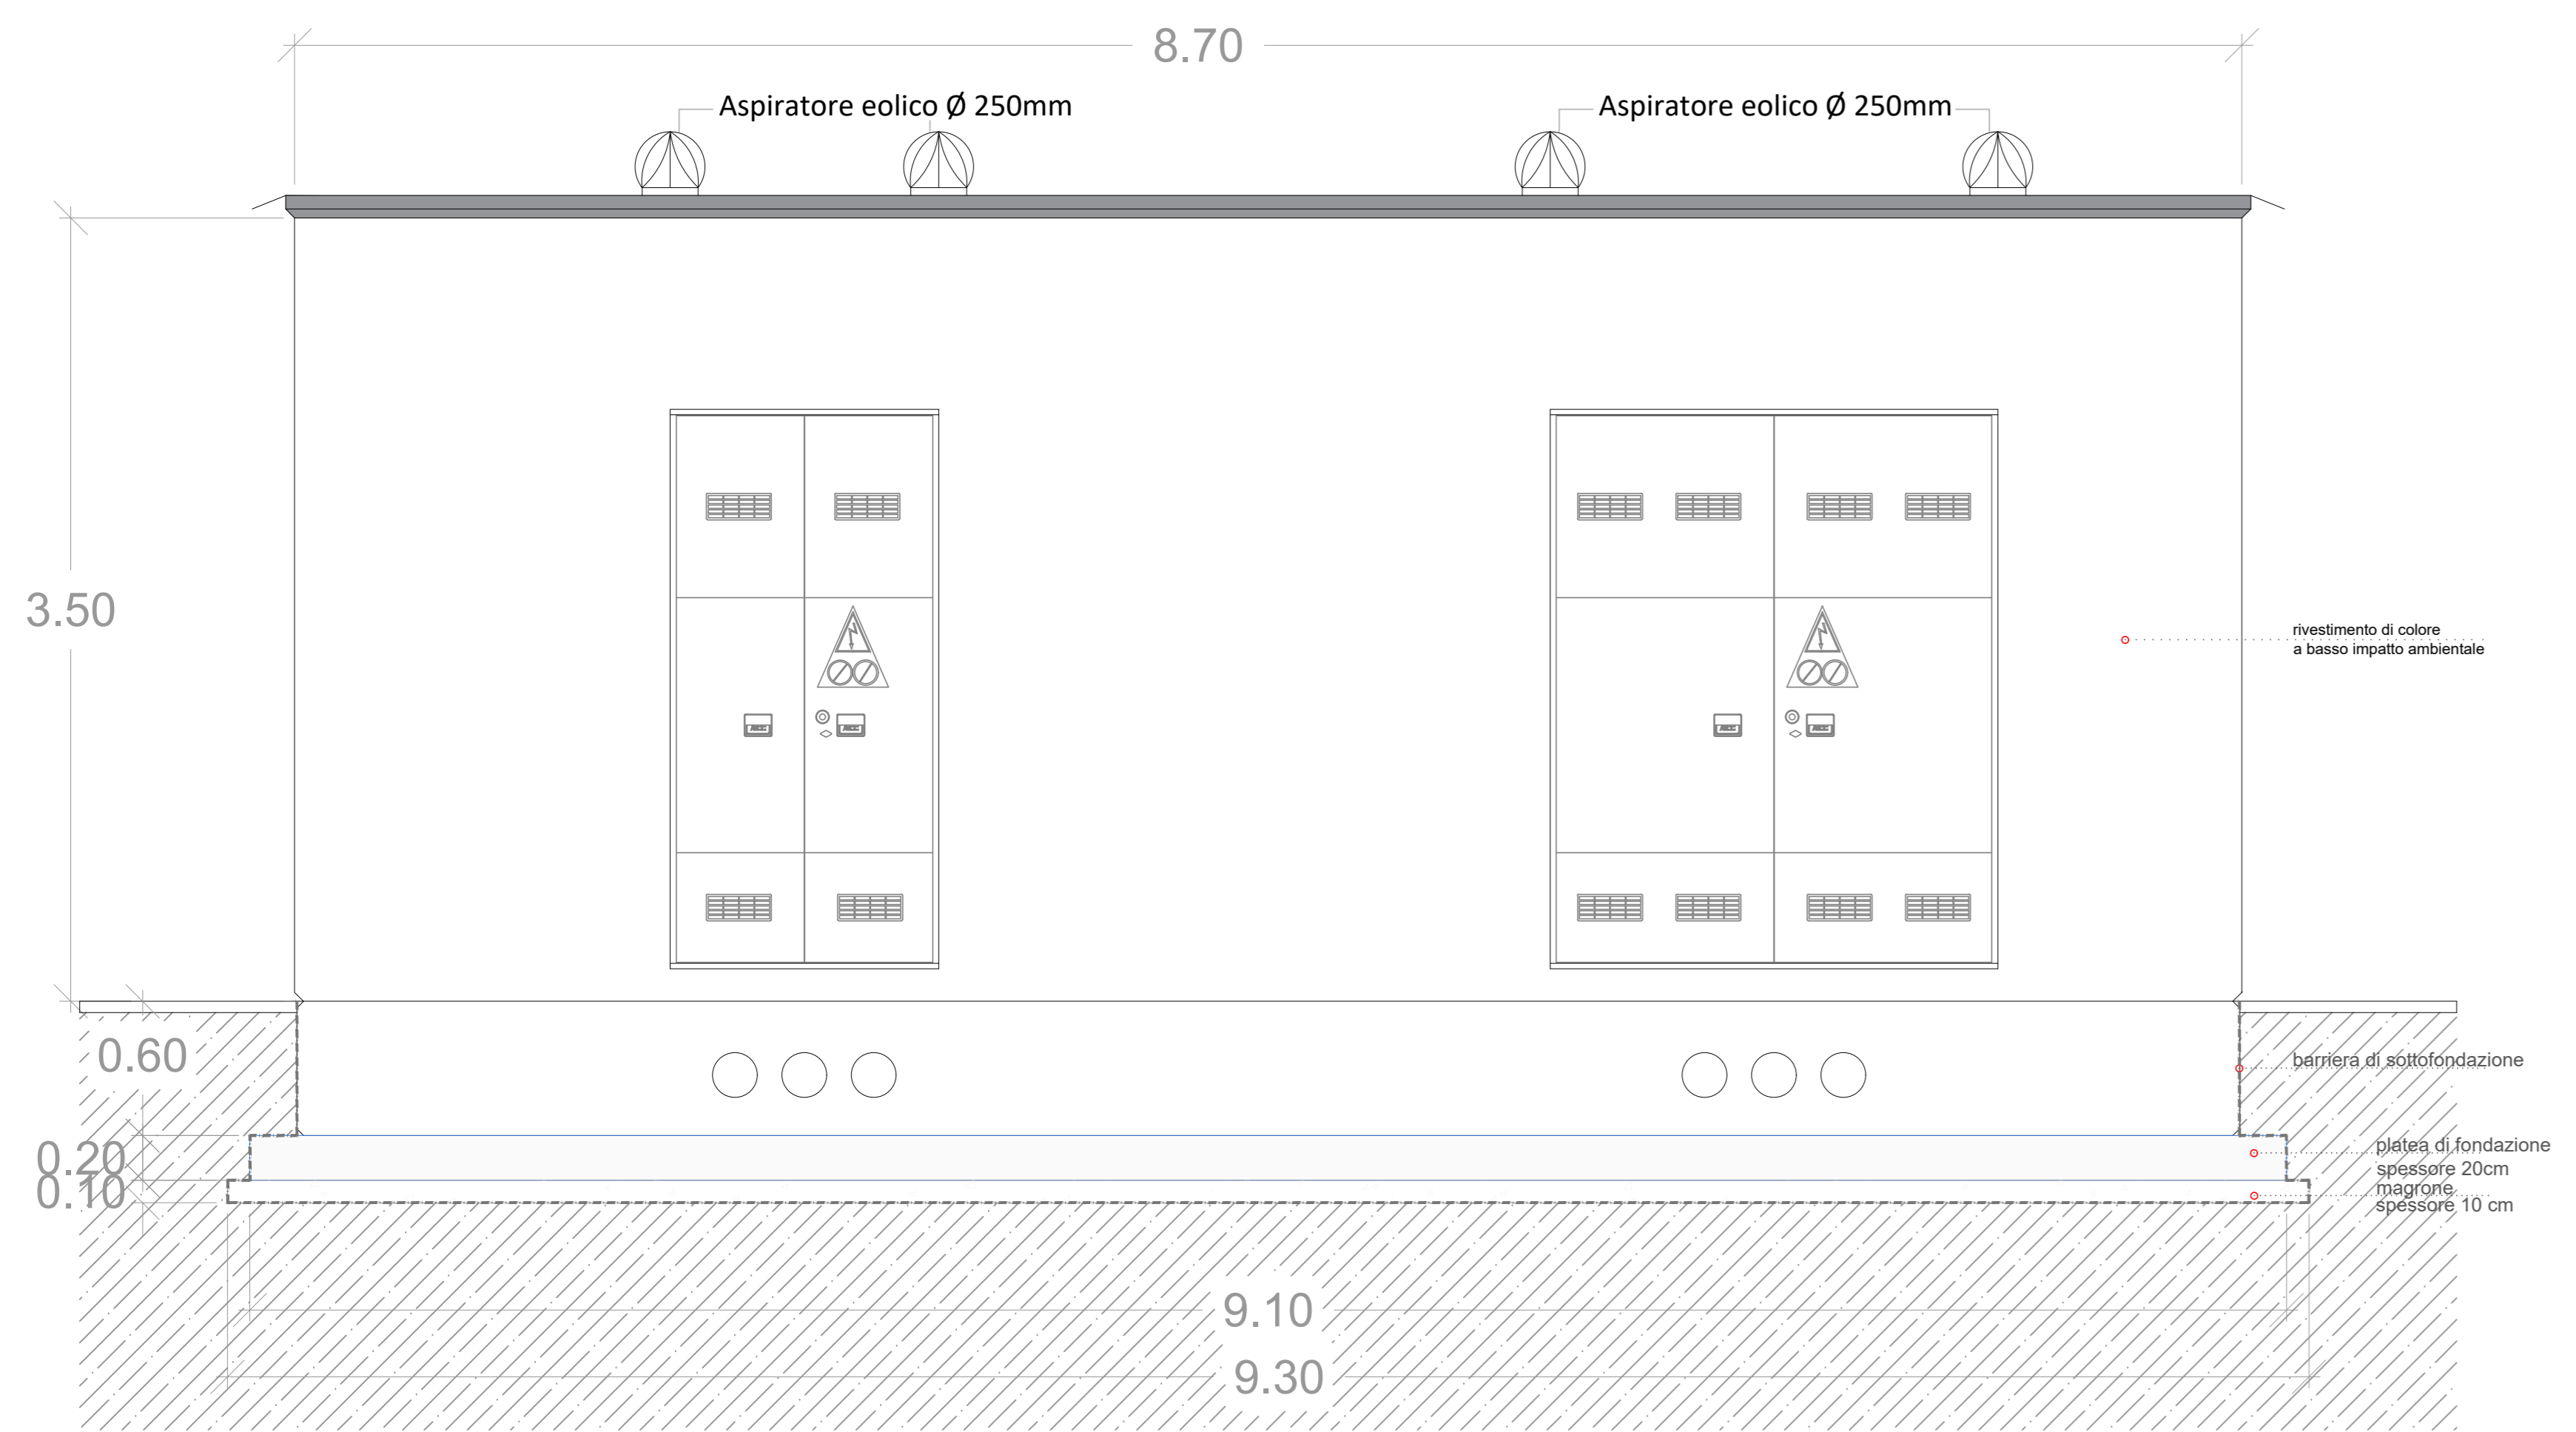 8.70
Aspiratore eolico Ø 250mm
Aspiratore eolico Ø 250mm
3.50
rivestimento di colore
a basso impatto ambientale
0.60
barriera di sottofondazione
0.20
platea di fondazione
spessore 20cm
0.10
magrone
spessore 10 cm
9.10
9.30